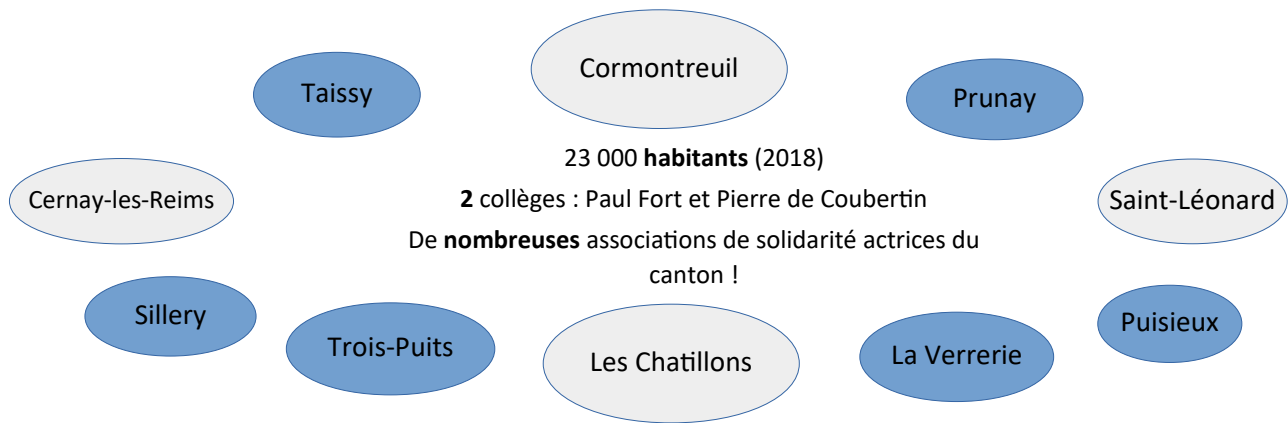 Cormontreuil
Taissy
Prunay
23 000 habitants (2018)
2 collèges : Paul Fort et Pierre de Coubertin
De nombreuses associations de solidarité actrices du
canton !
Cernay-les-Reims
Saint-Léonard
Sillery
Puisieux
Trois-Puits
Les Chatillons
La Verrerie